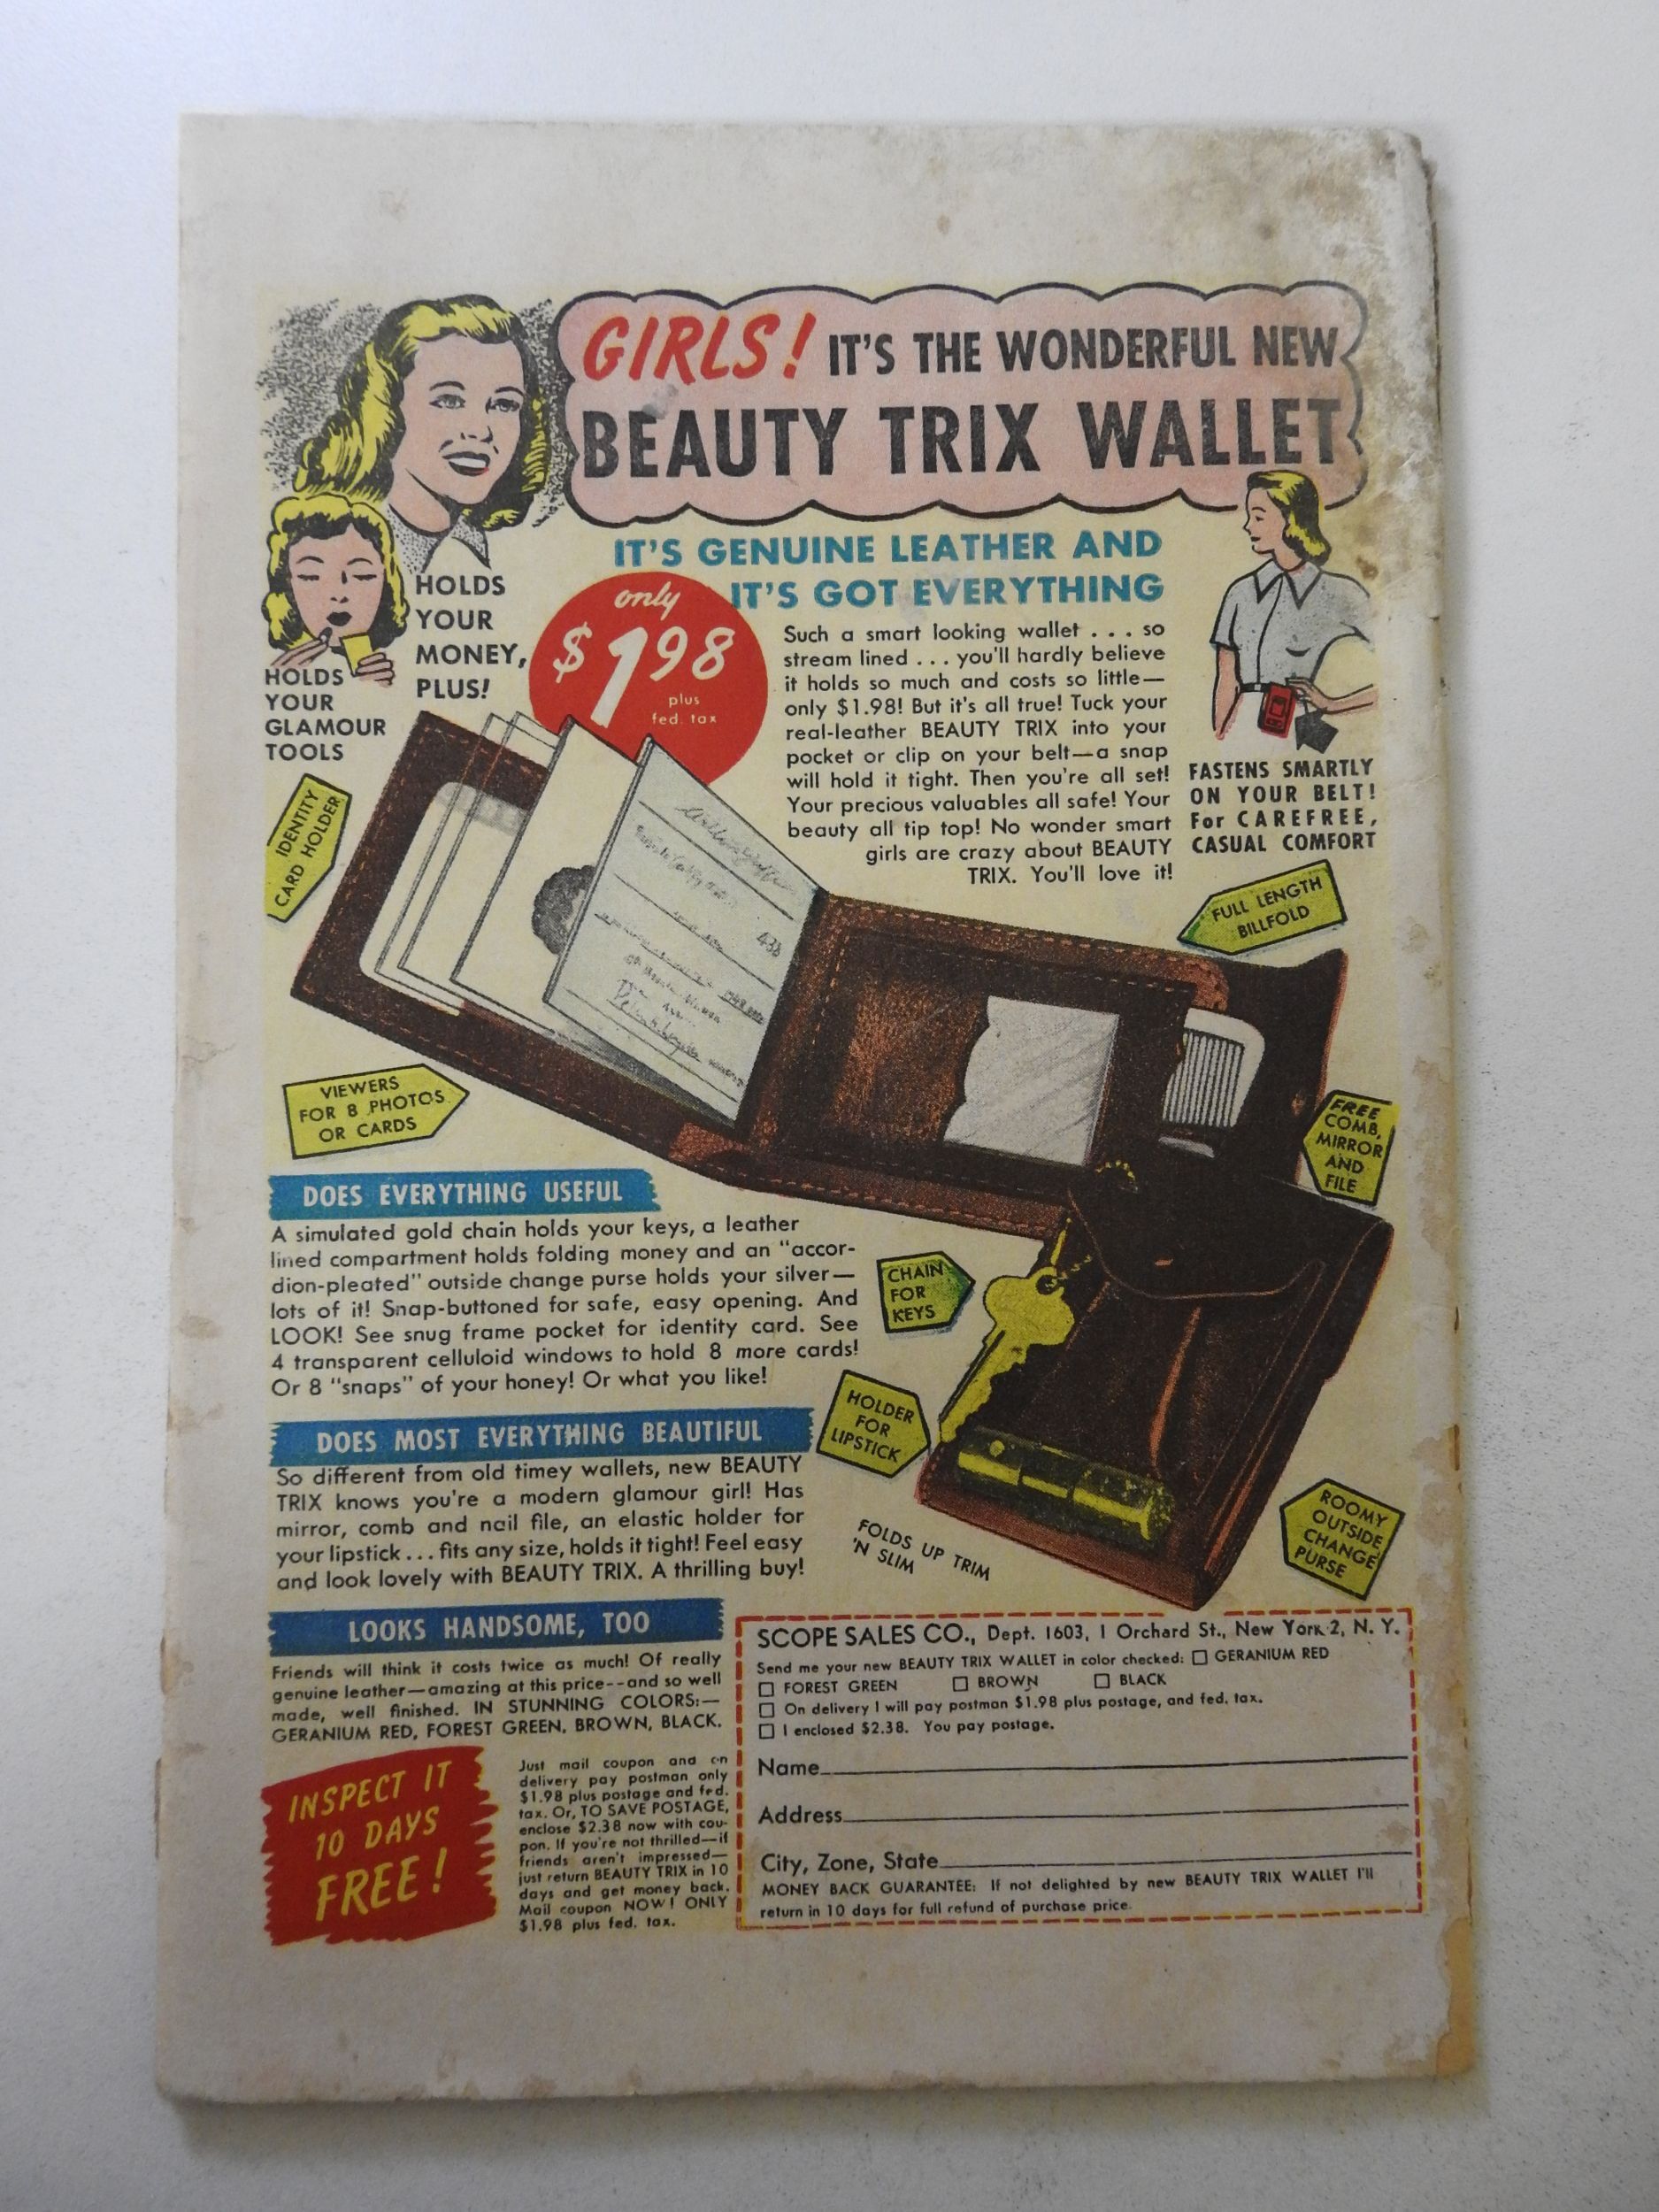 GIRLS! IT'S THE WONDERFUL NEW
BEAUTY TRIX WALLET
IT'S GENUINE LEATHER AND
IT'S GOT EVERYTHING
HOLDS
YOUR
MONEY,
PLUS!
HOLDS
YOUR
GLAMOUR
TOOLS
only
$1.98
plus
fed. tax
Such a smart looking wallet . . . so
stream lined . . . you'll hardly believe
it holds so much and costs so little—
only $1.98! But it's all true! Tuck your
real-leather BEAUTY TRIX into your
pocket or clip on your belt—a snap
will hold it tight. Then you're all set!
Your precious valuables all safe! Your
beauty all tip top! No wonder smart
girls are crazy about BEAUTY
TRIX. You'll love it!
FASTENS SMARTLY
ON YOUR BELT!
For CAREFREE,
CASUAL COMFORT
IDENTITY
CARD HOLDER
FULL LENGTH
BILLFOLD
438
VIEWERS
FOR 8 PHOTOS
OR CARDS
FREE
COMB,
MIRROR
AND
FILE
DOES EVERYTHING USEFUL
A simulated gold chain holds your keys, a leather
lined compartment holds folding money and an "accor-
dion-pleated" outside change purse holds your silver—
lots of it! Snap-buttoned for safe, easy opening. And
LOOK! See snug frame pocket for identity card. See
4 transparent celluloid windows to hold 8 more cards!
Or 8 "snaps" of your honey! Or what you like!
CHAIN
FOR
KEYS
HOLDER
FOR
LIPSTICK
DOES MOST EVERYTHING BEAUTIFUL
So different from old timey wallets, new BEAUTY
TRIX knows you're a modern glamour girl! Has
mirror, comb and nail file, an elastic holder for
your lipstick . . . fits any size, holds it tight! Feel easy
and look lovely with BEAUTY TRIX. A thrilling buy!
FOLDS UP TRIM
'N SLIM
ROOMY
OUTSIDE
CHANGE
PURSE
LOOKS HANDSOME, TOO
Friends will think it costs twice as much! Of really
genuine leather—amazing at this price--and so well
made, well finished. IN STUNNING COLORS:—
GERANIUM RED, FOREST GREEN, BROWN, BLACK.
INSPECT IT
10 DAYS
FREE!
Just mail coupon and on
delivery pay postman only
$1.98 plus postage and fed.
tax. Or, TO SAVE POSTAGE,
enclose $2.38 now with cou-
pon. If you're not thrilled—if
friends aren't impressed—
just return BEAUTY TRIX in 10
days and get money back.
Mail coupon NOW! ONLY
$1.98 plus fed. tax.
SCOPE SALES CO., Dept. 1603, 1 Orchard St., New York 2, N. Y.
Send me your new BEAUTY TRIX WALLET in color checked: ☐ GERANIUM RED
☐ FOREST GREEN ☐ BROWN ☐ BLACK
☐ On delivery I will pay postman $1.98 plus postage, and fed. tax.
☐ I enclosed $2.38. You pay postage.
Name
Address
City, Zone, State
MONEY BACK GUARANTEE: If not delighted by new BEAUTY TRIX WALLET I'll
return in 10 days for full refund of purchase price.